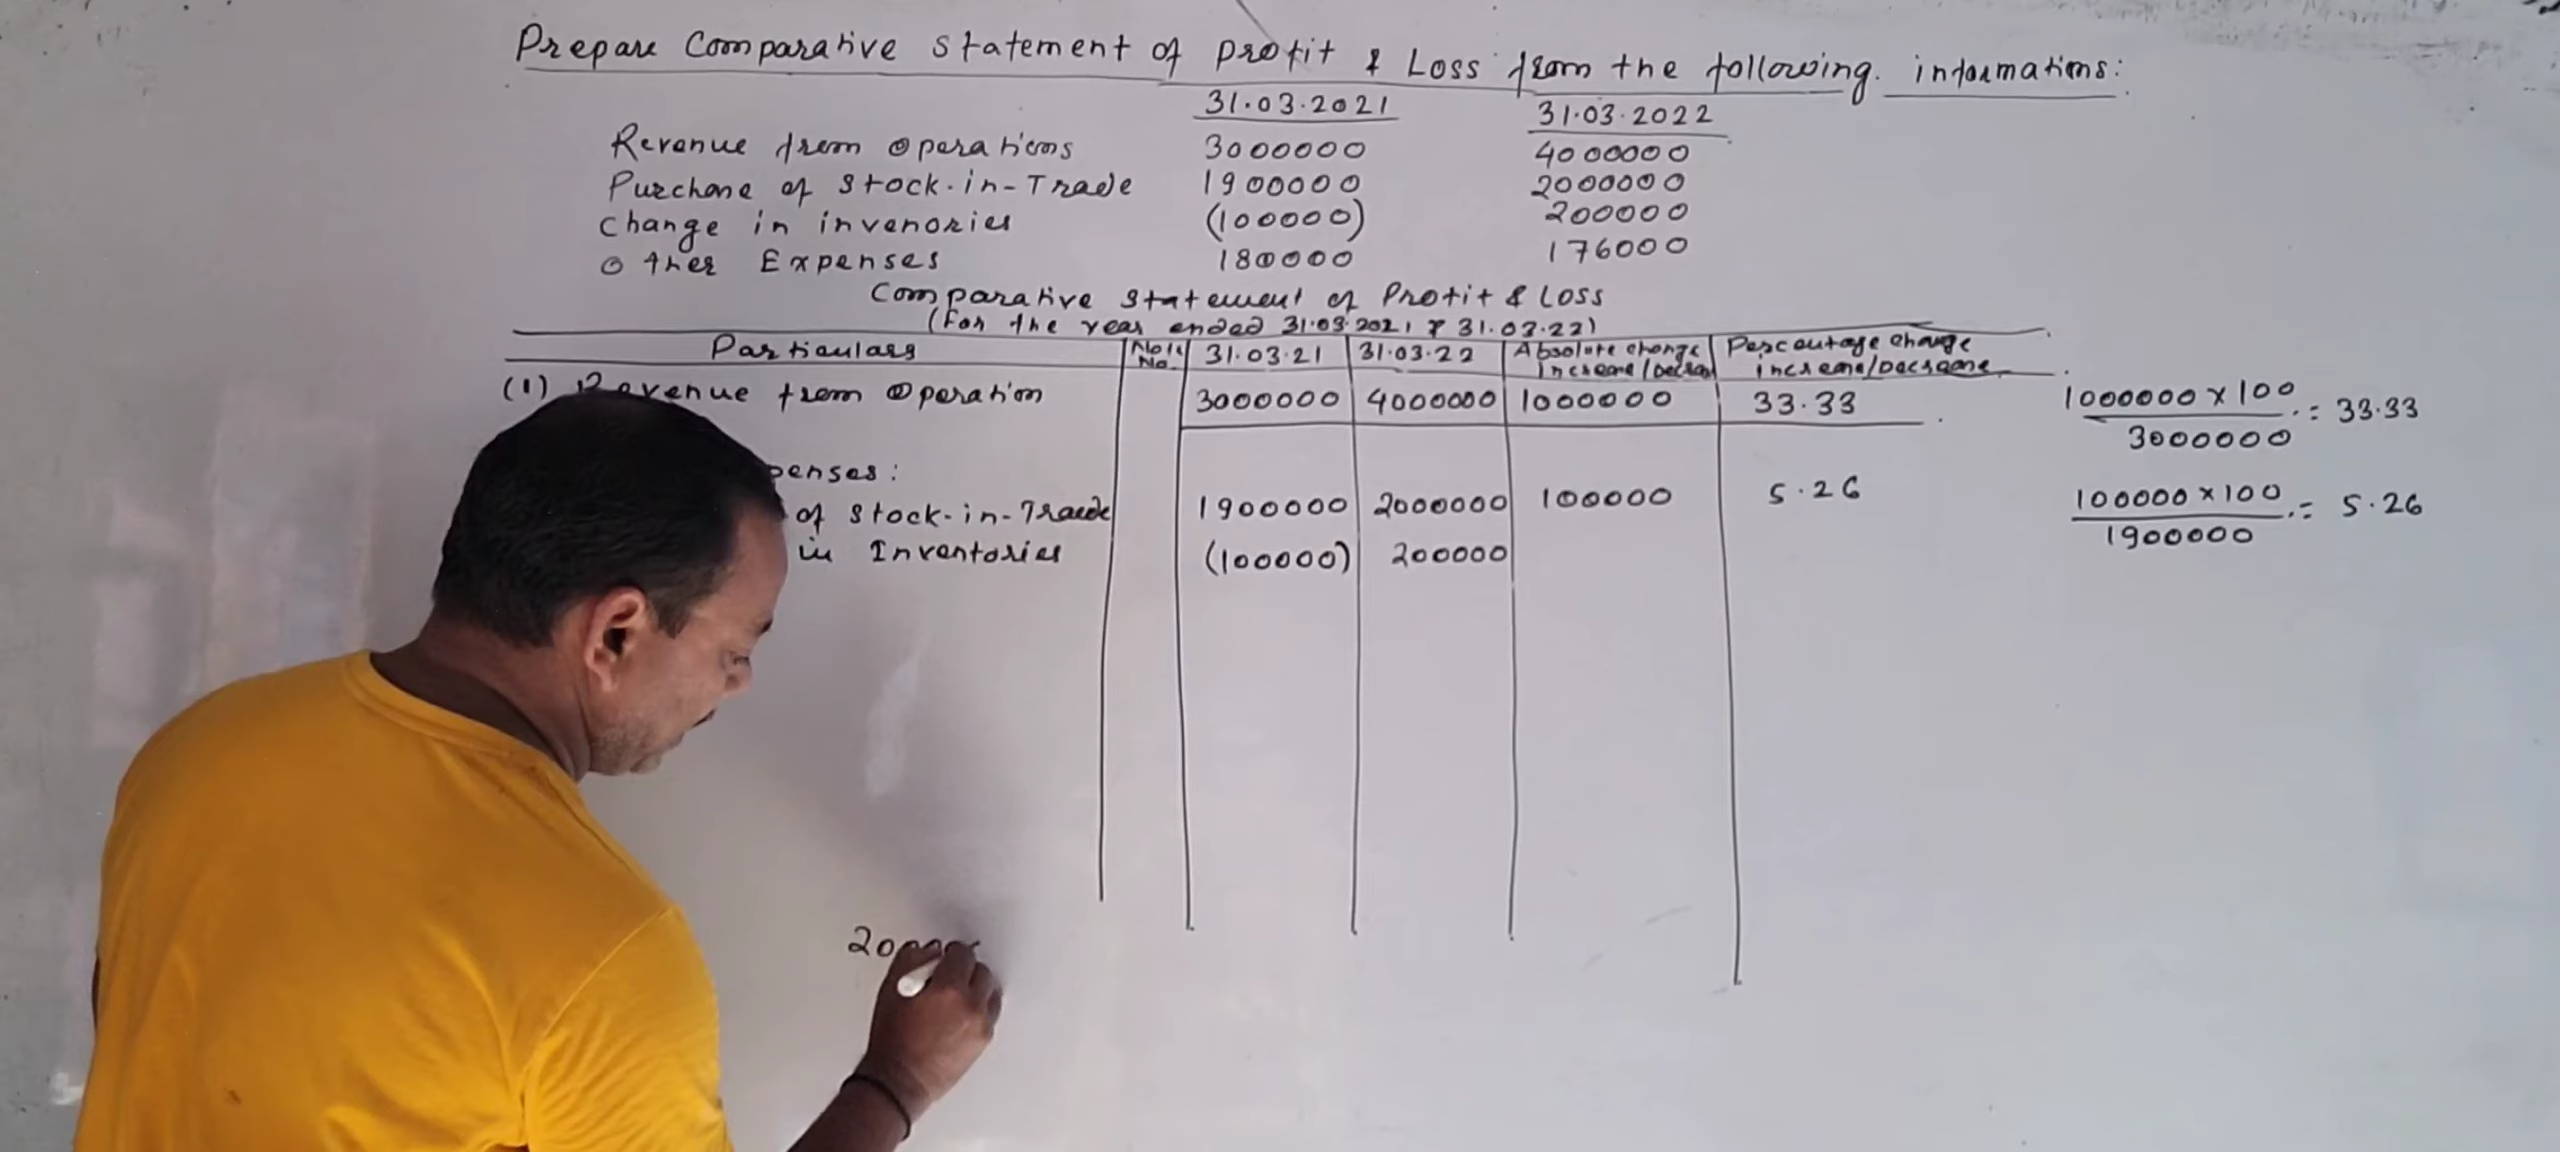 Prepare Comparative Statement of Profit & Loss from the following informations:
31.03.2021 31.03.2022
Revenue from Operations 3000000 4000000
Purchase of Stock-in-Trade 1900000 2000000
change in invenories (100000) 200000
Other Expenses 180000 176000
Comparative Statement of Profit & Loss
(For the year ended 31.03.2021 & 31.03.22)
Particulars Note No. 31.03.21 31.03.22 Absolute change Increase/Decrease Percentage change increase/Decrease
(1) Revenue from Operation 3000000 4000000 1000000 33.33
1000000 x 100 / 3000000 = 33.33
penses:
of Stock-in-Trade 1900000 2000000 100000 5.26
100000 x 100 / 1900000 = 5.26
in Inventories (100000) 200000